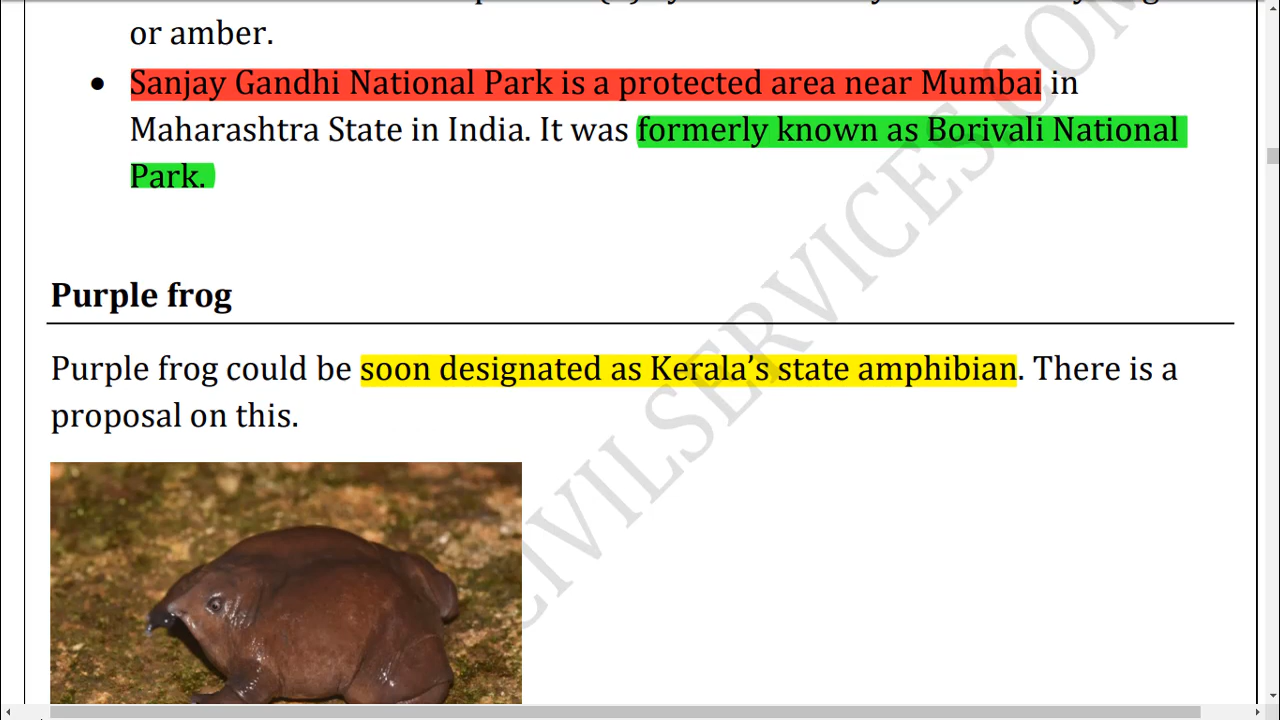 or amber.
• Sanjay Gandhi National Park is a protected area near Mumbai in
Maharashtra State in India. It was formerly known as Borivali National
Park.
Purple frog
Purple frog could be soon designated as Kerala’s state amphibian. There is a
proposal on this.
CIVILSERVICES.COM